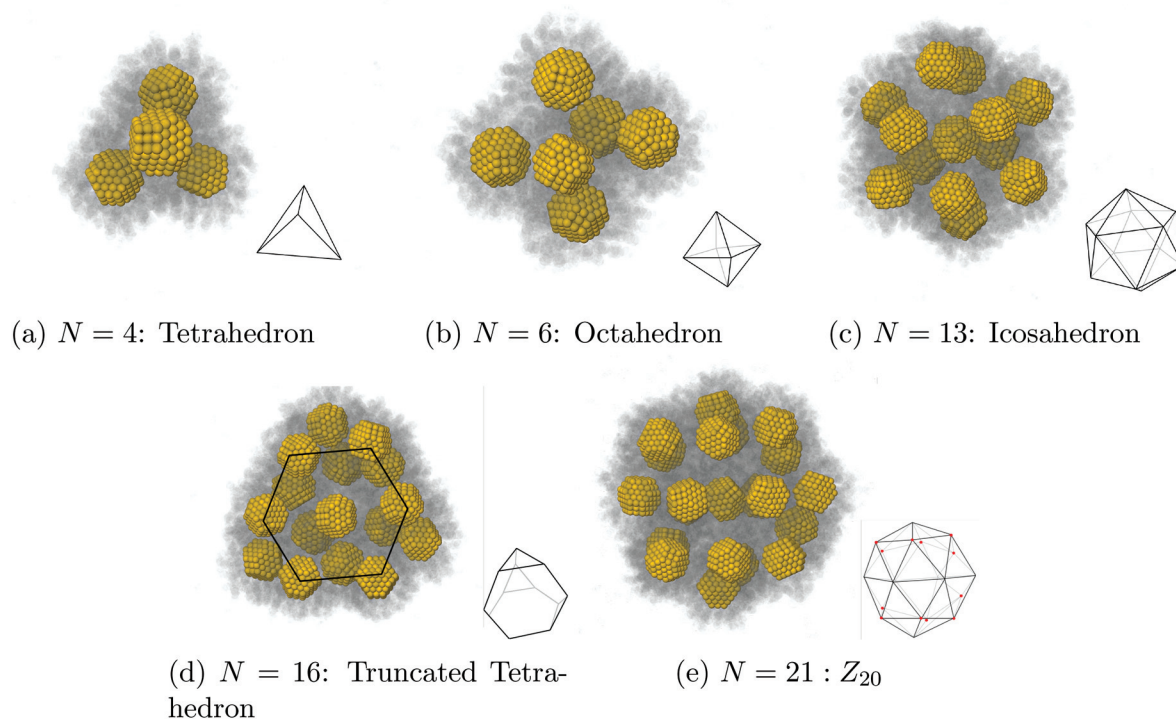 (a) N = 4: Tetrahedron
(b) N = 6: Octahedron
(c) N = 13: Icosahedron
(d) N = 16: Truncated Tetra-
hedron
(e) N = 21 : Z₂₀